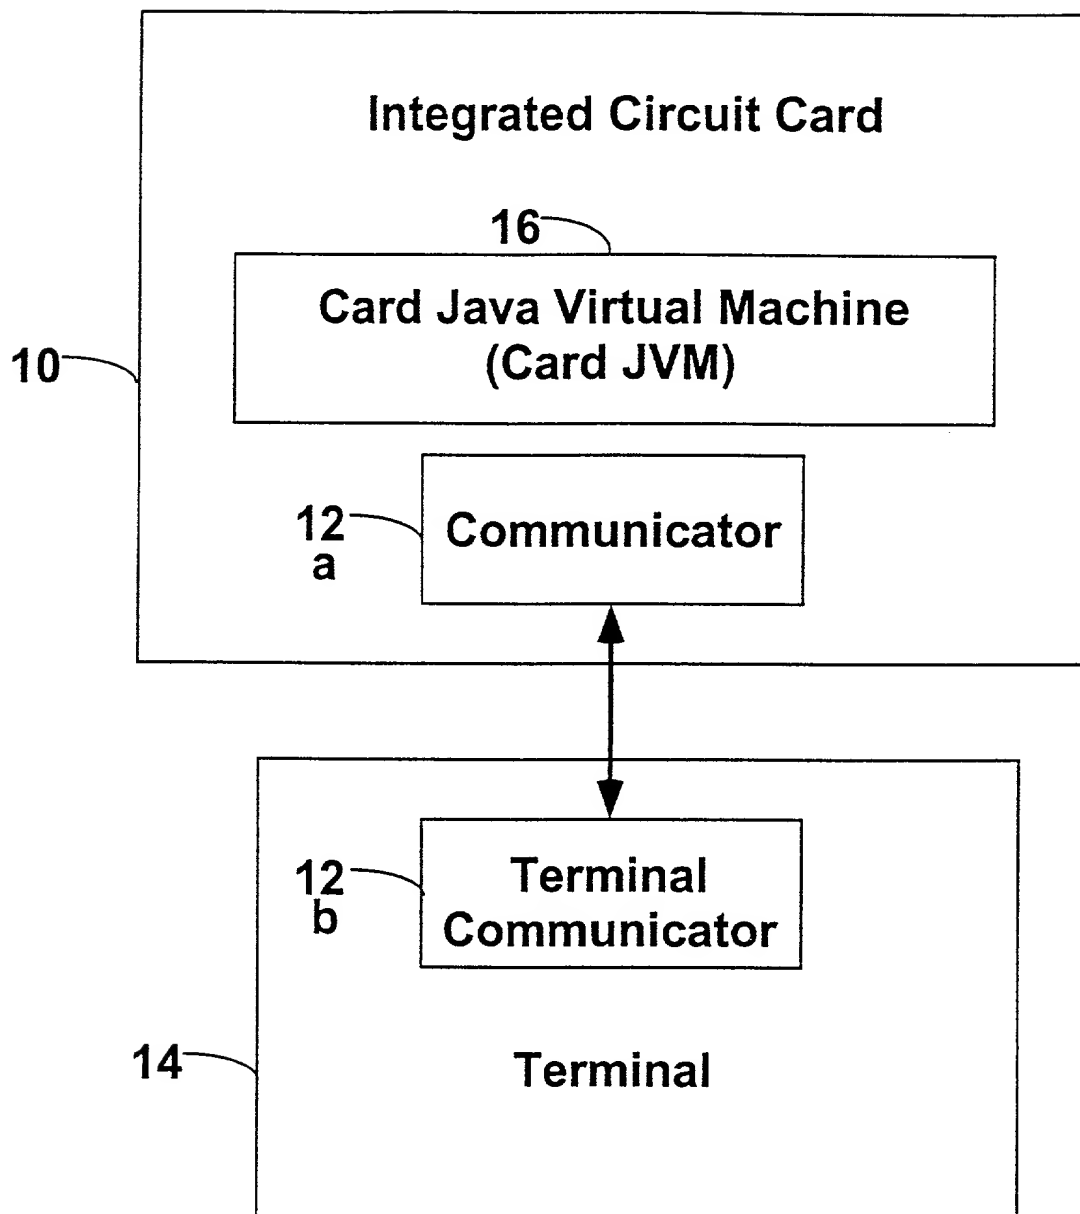 Integrated Circuit Card
16
Card Java Virtual Machine
(Card JVM)
10
12
a
Communicator
12
b
Terminal
Communicator
14
Terminal